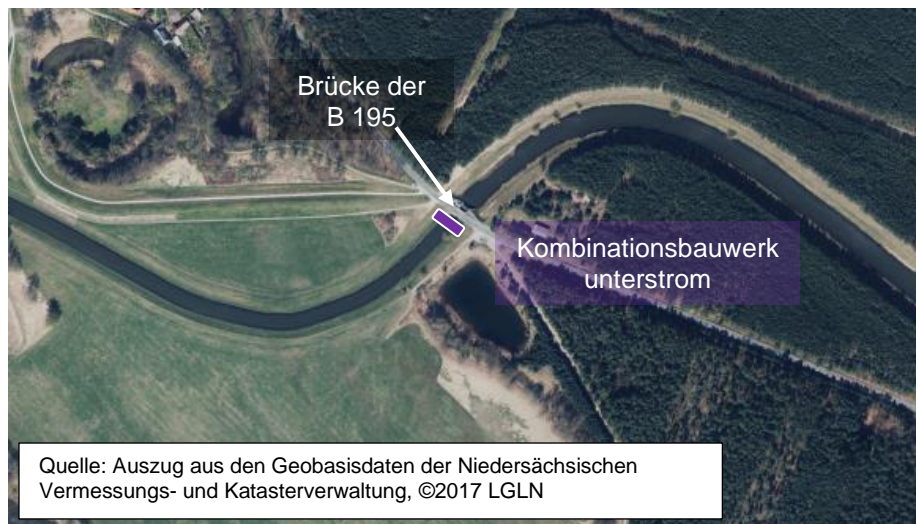 Brücke der
B 195
Kombinationsbauwerk
unterstrom
Quelle: Auszug aus den Geobasisdaten der Niedersächsischen
Vermessungs- und Katasterverwaltung, ©2017 LGLN